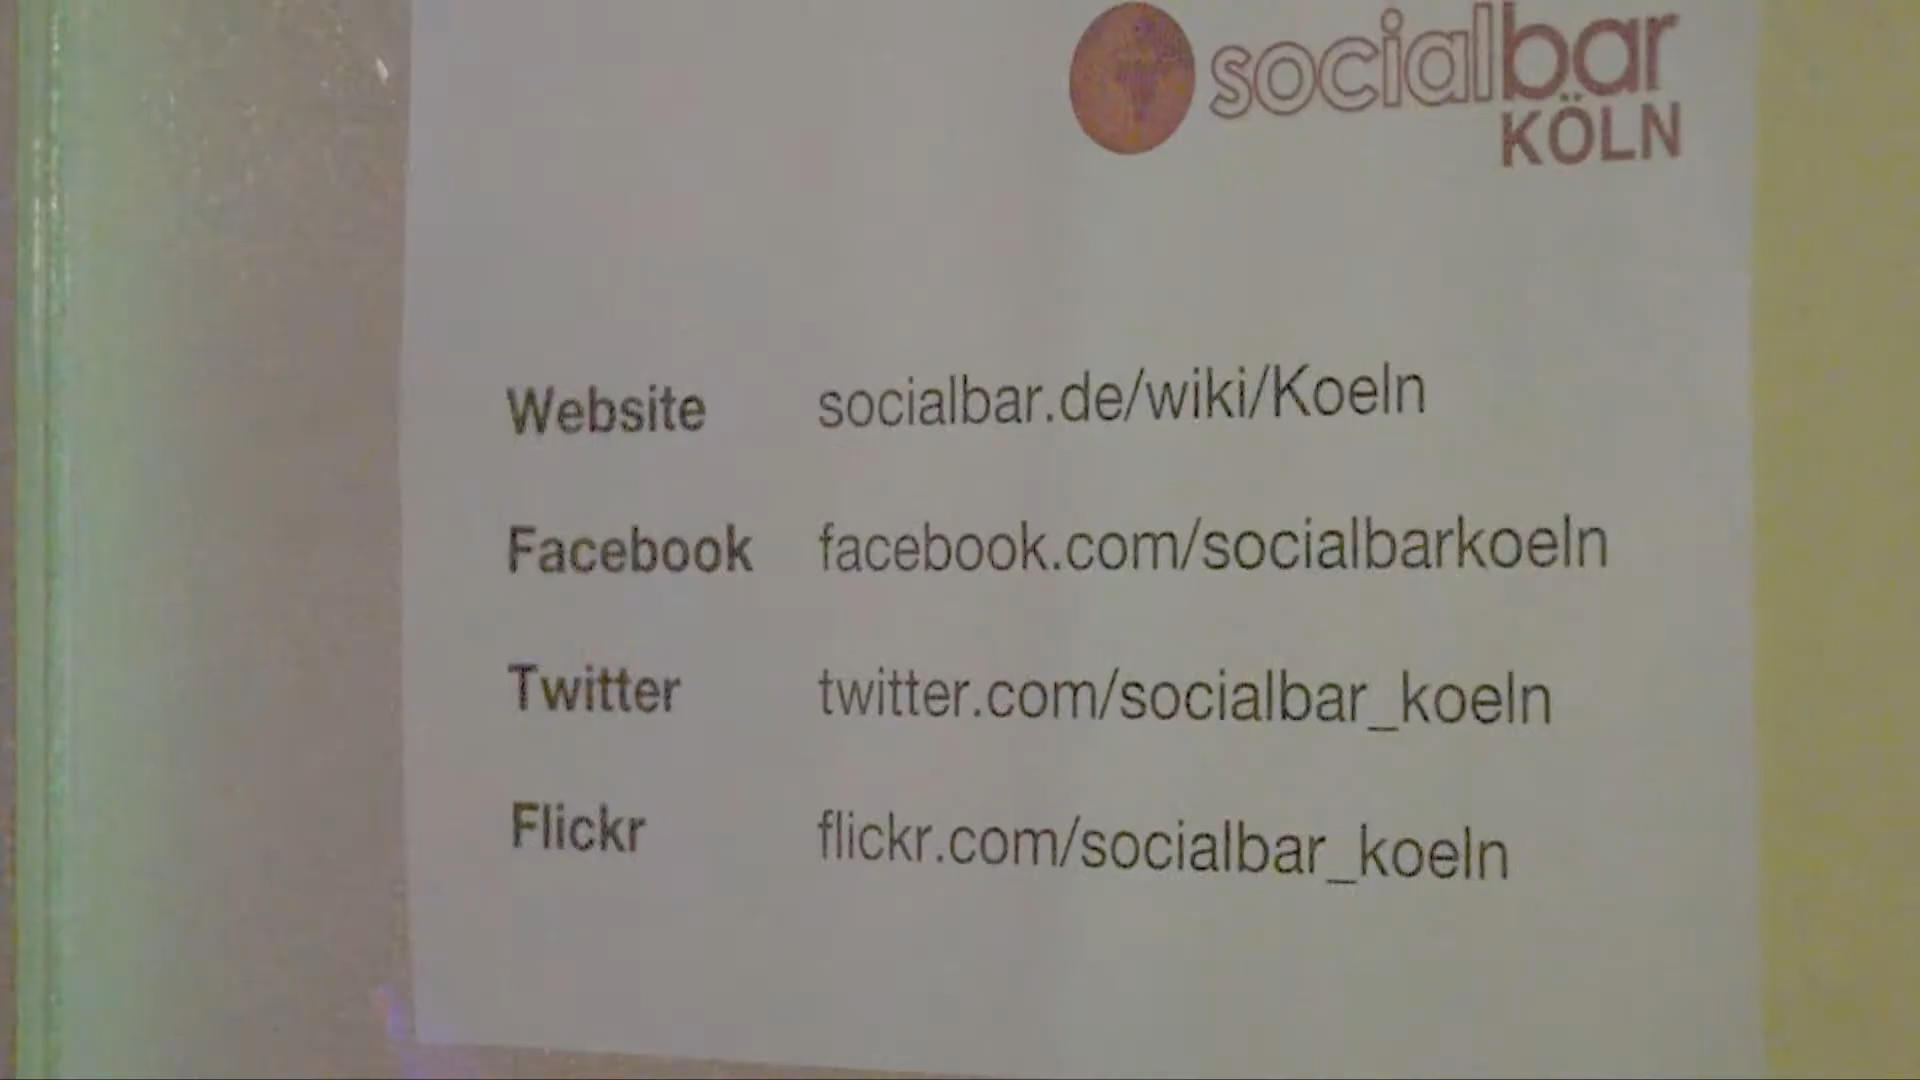 socialbar
KÖLN
Website socialbar.de/wiki/Koeln
Facebook facebook.com/socialbarkoeln
Twitter twitter.com/socialbar_koeln
Flickr flickr.com/socialbar_koeln